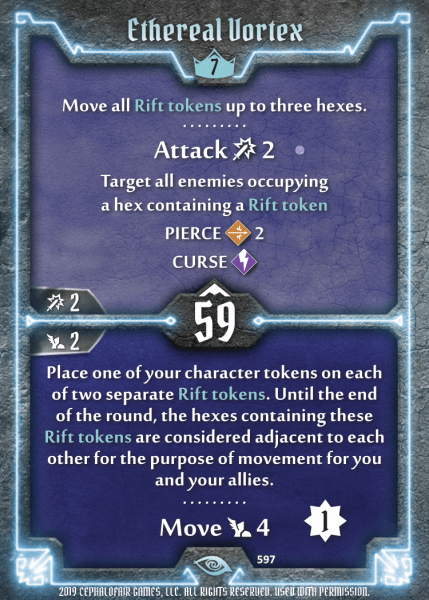 Ethereal Vortex
7
Move all Rift tokens up to three hexes.
Attack 2
Target all enemies occupying
a hex containing a Rift token
PIERCE 2
CURSE
2
59
2
Place one of your character tokens on each
of two separate Rift tokens. Until the end
of the round, the hexes containing these
Rift tokens are considered adjacent to each
other for the purpose of movement for you
and your allies.
Move 4
1
597
2019 CEPHALOFAIR GAMES, LLC. ALL RIGHTS RESERVED. USED WITH PERMISSION.